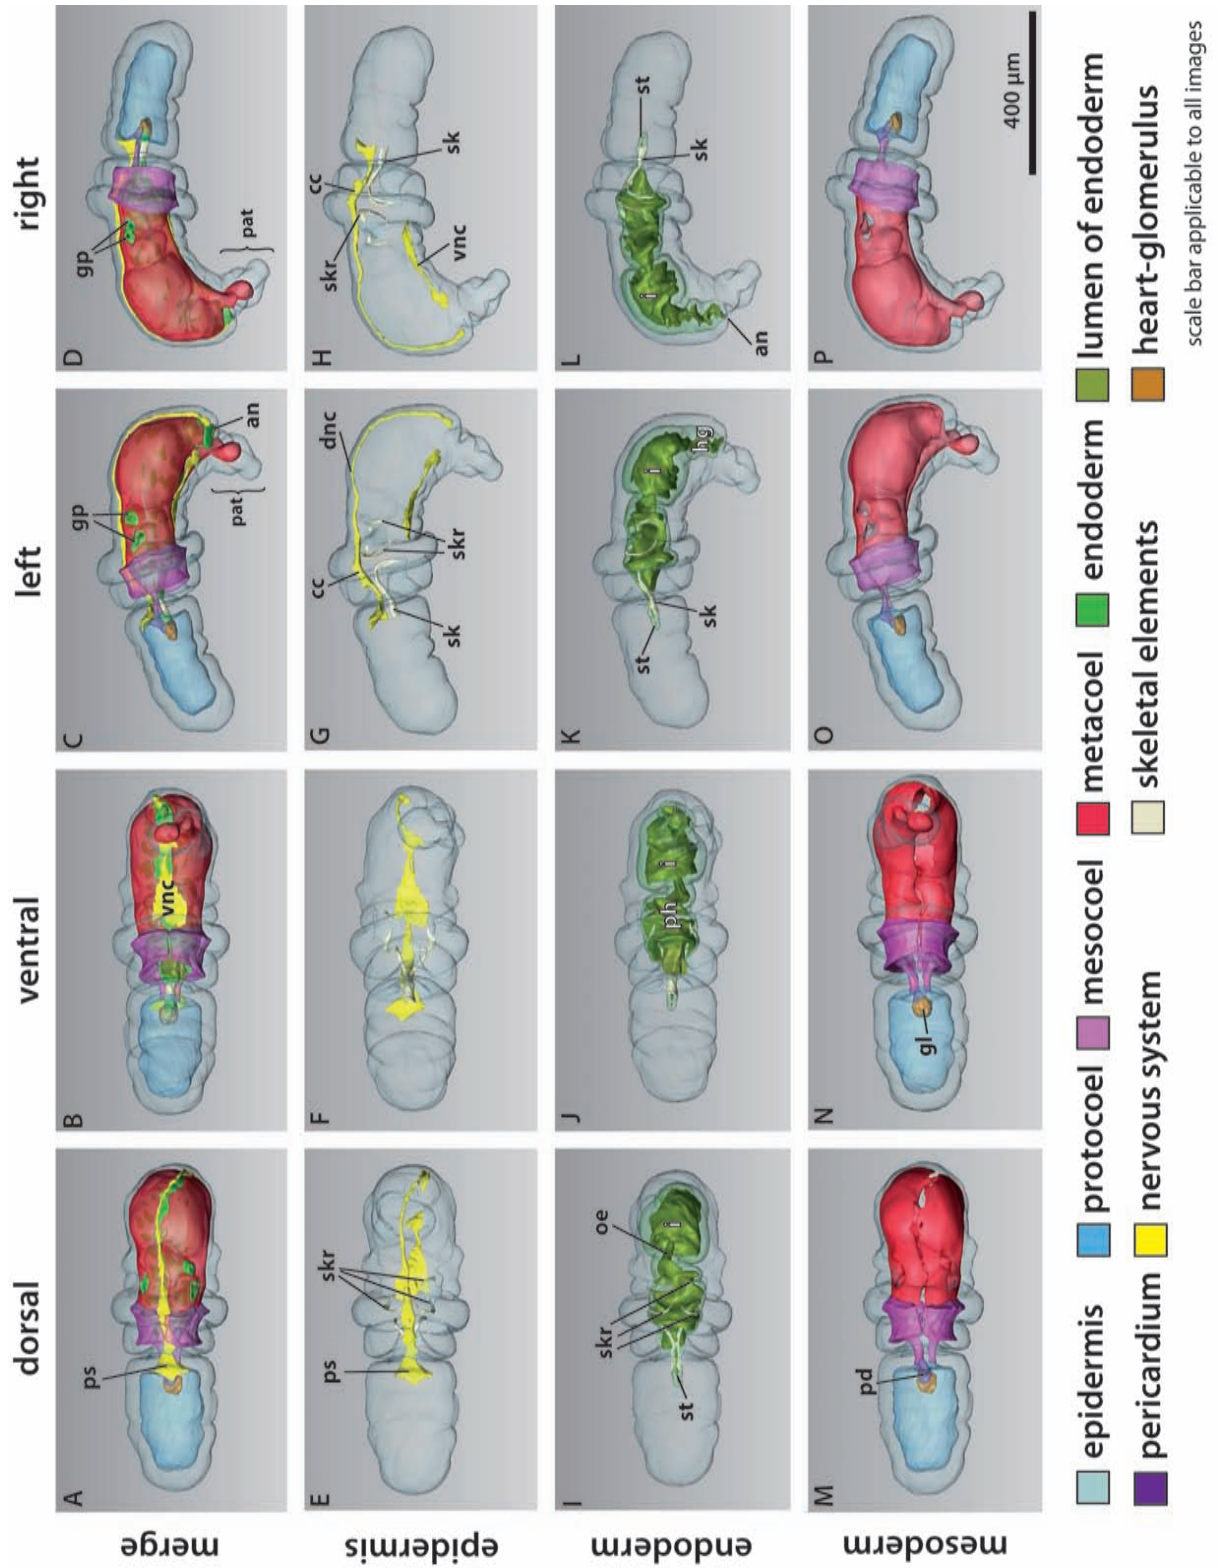 dorsal
ventral
left
right
merge
A
ps
B
vnc
C
gp
pat
an
D
gp
pat
epidermis
E
ps
skr
F
G
cc
dnc
sk
skr
H
skr
cc
sk
vnc
endoderm
I
skr
oe
i
st
J
ph
i
K
st
sk
i
hg
L
i
st
sk
an
mesoderm
M
pd
N
gl
O
P
400 µm
epidermis protocoel mesocoel metacoel endoderm lumen of endoderm
pericardium nervous system skeletal elements heart-glomerulus
scale bar applicable to all images